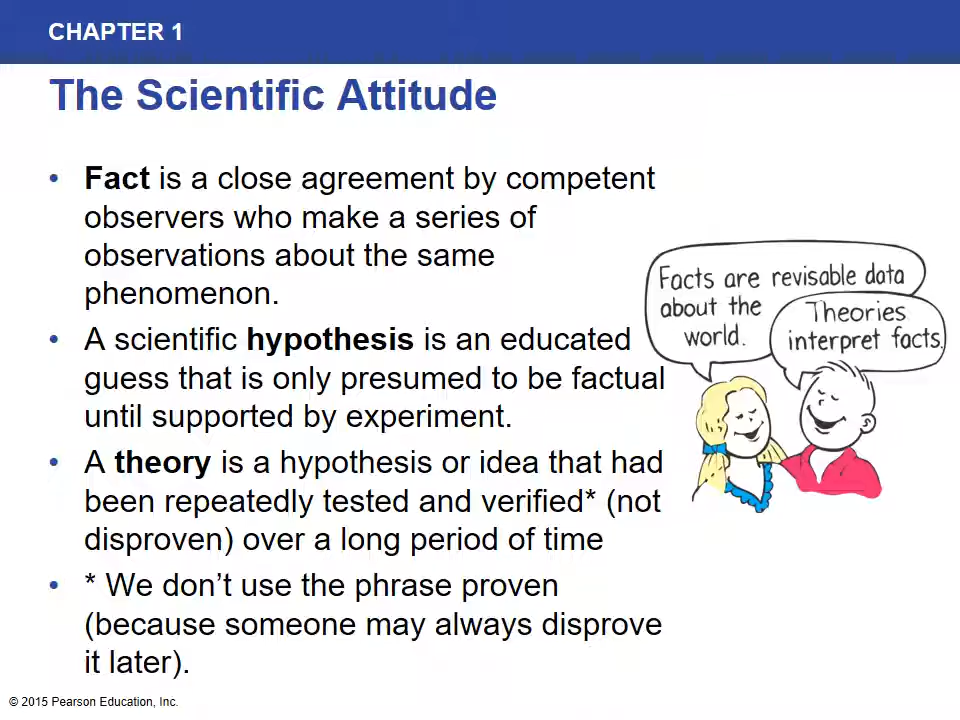 CHAPTER 1
The Scientific Attitude
• Fact is a close agreement by competent
observers who make a series of
observations about the same
phenomenon.
• A scientific hypothesis is an educated
guess that is only presumed to be factual
until supported by experiment.
• A theory is a hypothesis or idea that had
been repeatedly tested and verified* (not
disproven) over a long period of time
• * We don’t use the phrase proven
(because someone may always disprove
it later).
Facts are revisable data
about the
world.
Theories
interpret facts.
© 2015 Pearson Education, Inc.